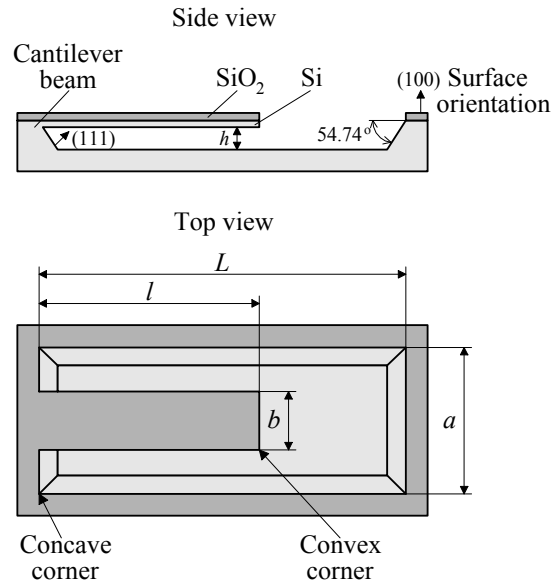 Side view
Cantilever
beam
SiO2
Si
(100)
Surface
orientation
(111)
h
54.74°
Top view
L
l
b
a
Concave
corner
Convex
corner